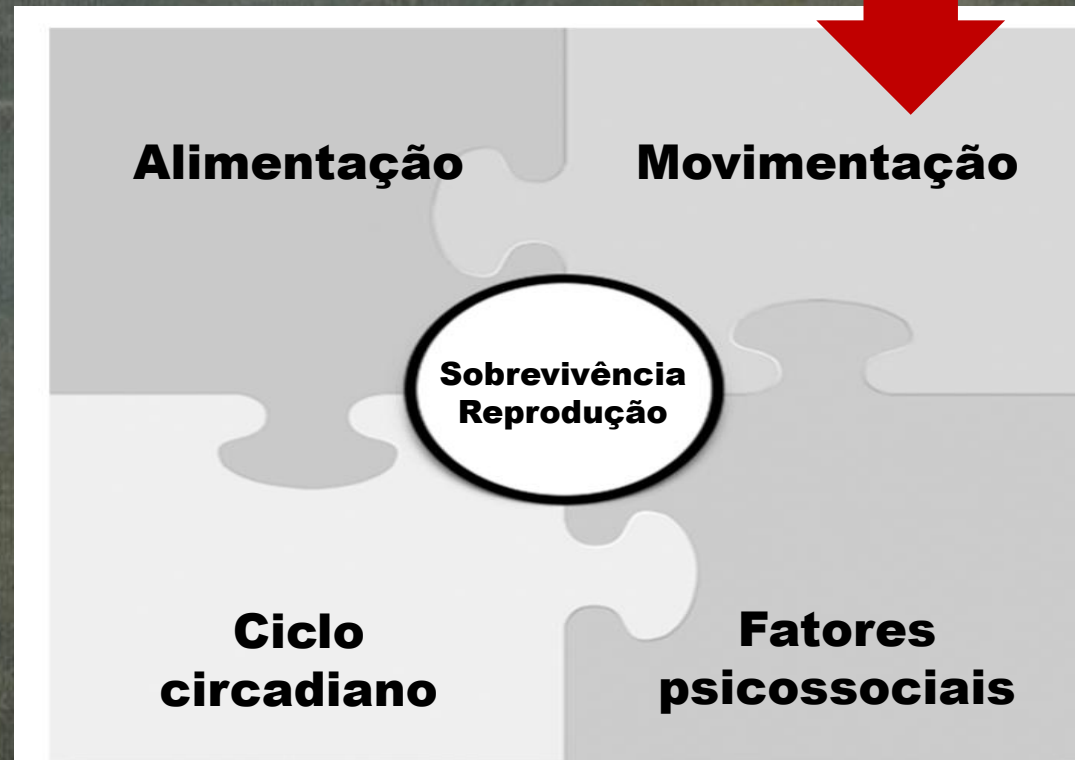 Alimentação
Movimentação
Sobrevivência
Reprodução
Ciclo
circadiano
Fatores
psicossociais